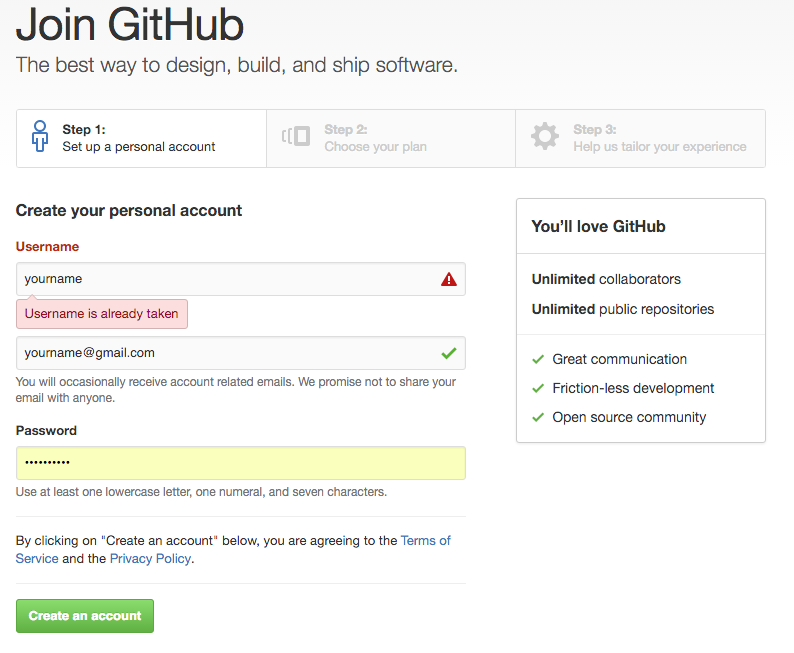 Join GitHub
The best way to design, build, and ship software.
Step 1:
Set up a personal account
Step 2:
Choose your plan
Step 3:
Help us tailor your experience
Create your personal account
Username
yourname
Username is already taken
yourname@gmail.com
You will occasionally receive account related emails. We promise not to share your
email with anyone.
Password
••••••••••
Use at least one lowercase letter, one numeral, and seven characters.
By clicking on "Create an account" below, you are agreeing to the Terms of
Service and the Privacy Policy.
Create an account
You’ll love GitHub
Unlimited collaborators
Unlimited public repositories
Great communication
Friction-less development
Open source community